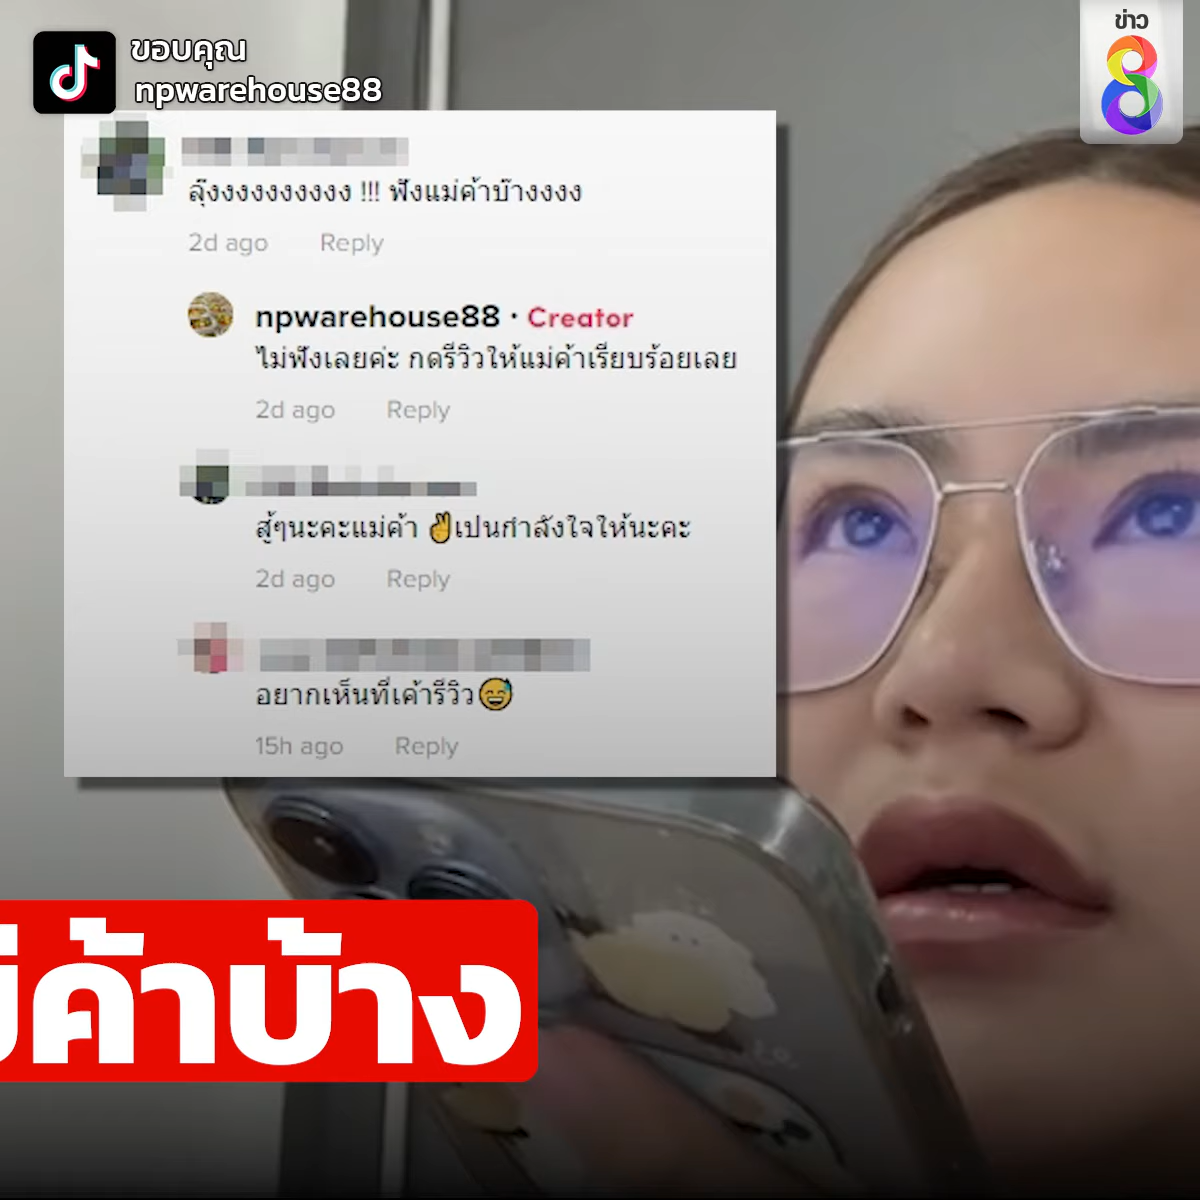 ขอบคุณ
npwarehouse88
ข่าว
8
ลุ๊งงงงงงงงงง !!! ฟังแม่ค้าบ๊างงงง
2d ago Reply
npwarehouse88 · Creator
ไม่ฟังเลยค่ะ กดรีวิวให้แม่ค้าเรียบร้อยเลย
2d ago Reply
สู้ๆนะคะแม่ค้า ✌️เปนกำลังใจให้นะคะ
2d ago Reply
อยากเห็นที่เค้ารีวิว😅
15h ago Reply
ค้าบ้าง